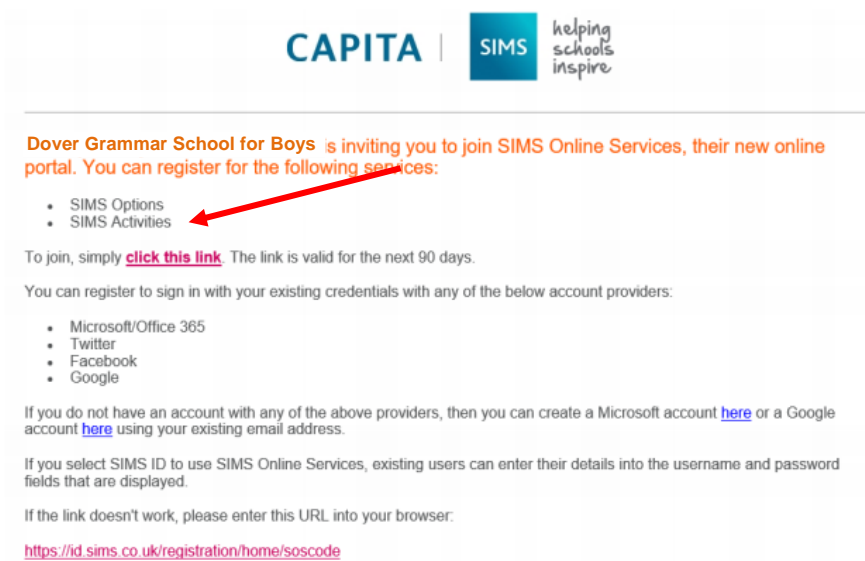 CAPITA
SIMS
helping
schools
inspire
Dover Grammar School for Boys is inviting you to join SIMS Online Services, their new online
portal. You can register for the following services:
• SIMS Options
• SIMS Activities
To join, simply click this link. The link is valid for the next 90 days.
You can register to sign in with your existing credentials with any of the below account providers:
• Microsoft/Office 365
• Twitter
• Facebook
• Google
If you do not have an account with any of the above providers, then you can create a Microsoft account here or a Google
account here using your existing email address.
If you select SIMS ID to use SIMS Online Services, existing users can enter their details into the username and password
fields that are displayed.
If the link doesn't work, please enter this URL into your browser:
https://id.sims.co.uk/registration/home/soscode